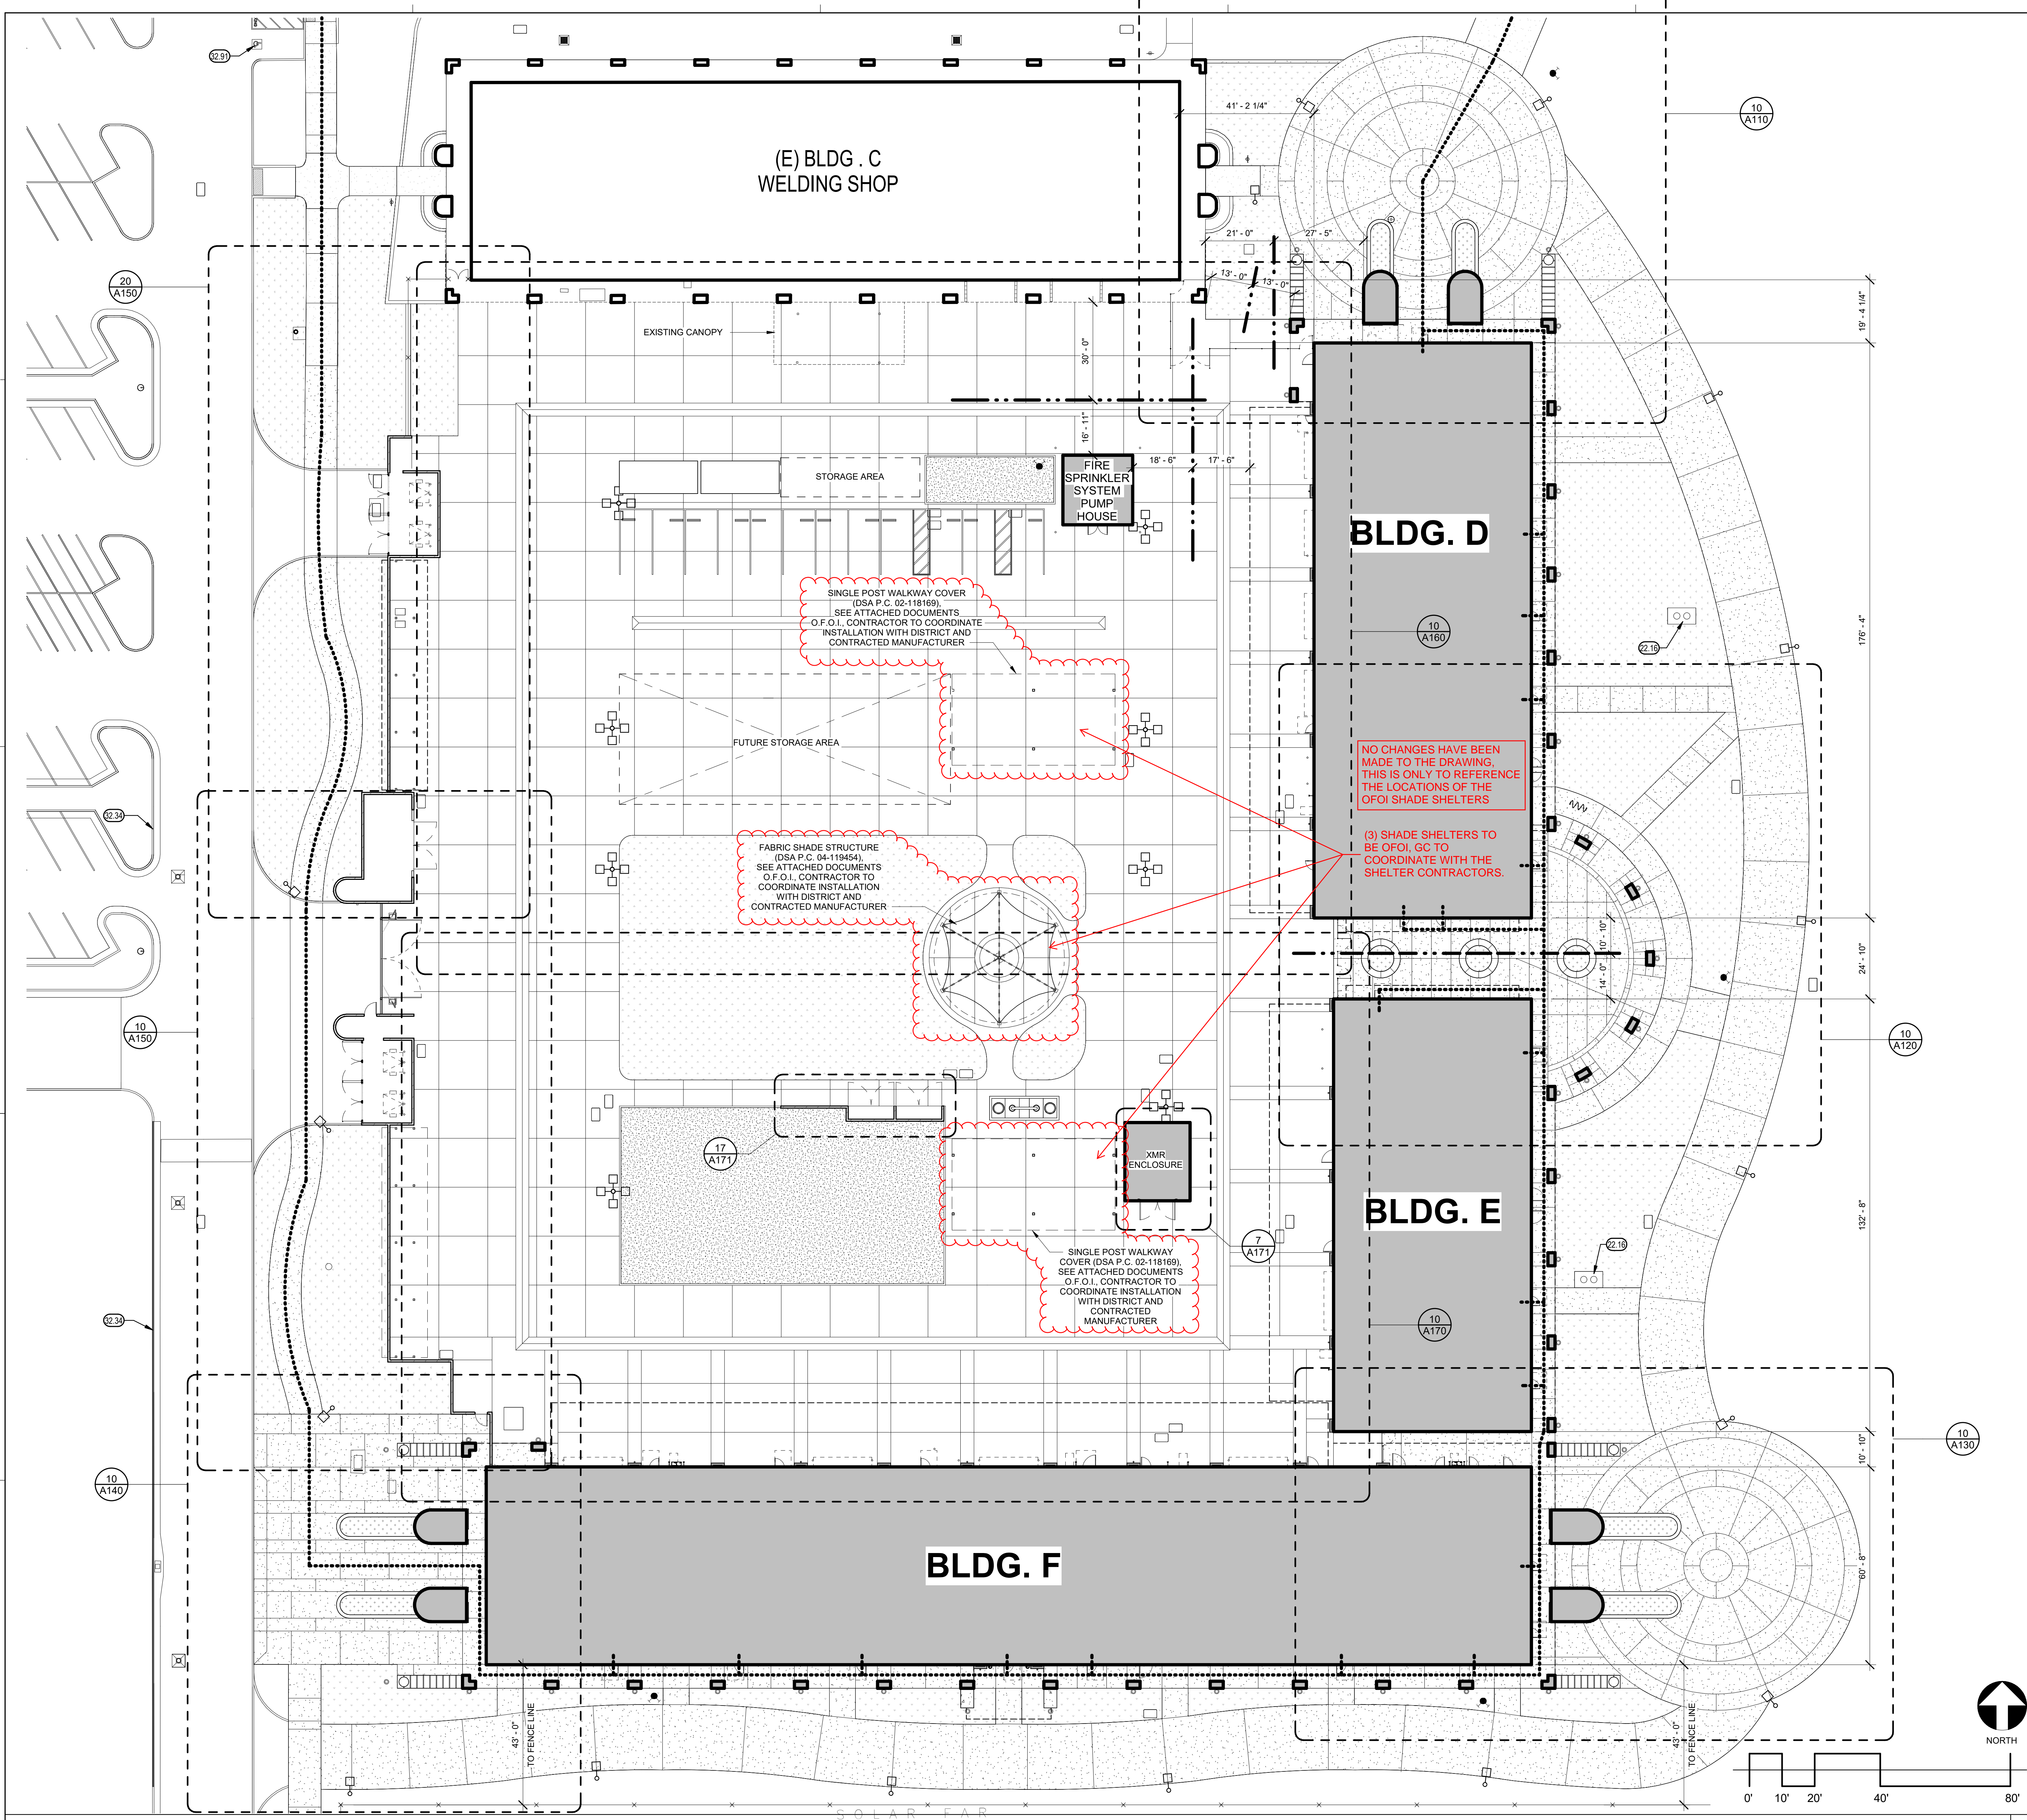 32.91
10
A110
41' - 2 1/4"
(E) BLDG . C
WELDING SHOP
21' - 0"
27' - 5"
13' - 0"
13' - 0"
20
A150
19' - 4 1/4"
EXISTING CANOPY
30' - 0"
16' - 11"
STORAGE AREA
FIRE
SPRINKLER
SYSTEM
PUMP
HOUSE
18' - 6"
17' - 6"
BLDG. D
SINGLE POST WALKWAY COVER
(DSA P.C. 02-118169),
SEE ATTACHED DOCUMENTS
O.F.O.I., CONTRACTOR TO COORDINATE
INSTALLATION WITH DISTRICT AND
CONTRACTED MANUFACTURER
10
A160
22.16
176' - 4"
FUTURE STORAGE AREA
NO CHANGES HAVE BEEN
MADE TO THE DRAWING,
THIS IS ONLY TO REFERENCE
THE LOCATIONS OF THE
OFOI SHADE SHELTERS
32.34
(3) SHADE SHELTERS TO
BE OFOI, GC TO
COORDINATE WITH THE
SHELTER CONTRACTORS.
FABRIC SHADE STRUCTURE
(DSA P.C. 04-119454),
SEE ATTACHED DOCUMENTS
O.F.O.I., CONTRACTOR TO
COORDINATE INSTALLATION
WITH DISTRICT AND
CONTRACTED MANUFACTURER
10' - 10"
14' - 0"
24' - 10"
10
A150
10
A120
17
A171
XMR
ENCLOSURE
BLDG. E
132' - 8"
7
A171
22.16
SINGLE POST WALKWAY
COVER (DSA P.C. 02-118169),
SEE ATTACHED DOCUMENTS
O.F.O.I., CONTRACTOR TO
COORDINATE INSTALLATION
WITH DISTRICT AND
CONTRACTED
MANUFACTURER
32.34
10
A170
10
A130
10' - 10"
10
A140
BLDG. F
60' - 8"
43' - 0"
TO FENCE LINE
43' - 0"
TO FENCE LINE
NORTH
0' 10' 20' 40' 80'
SOLAR FAR